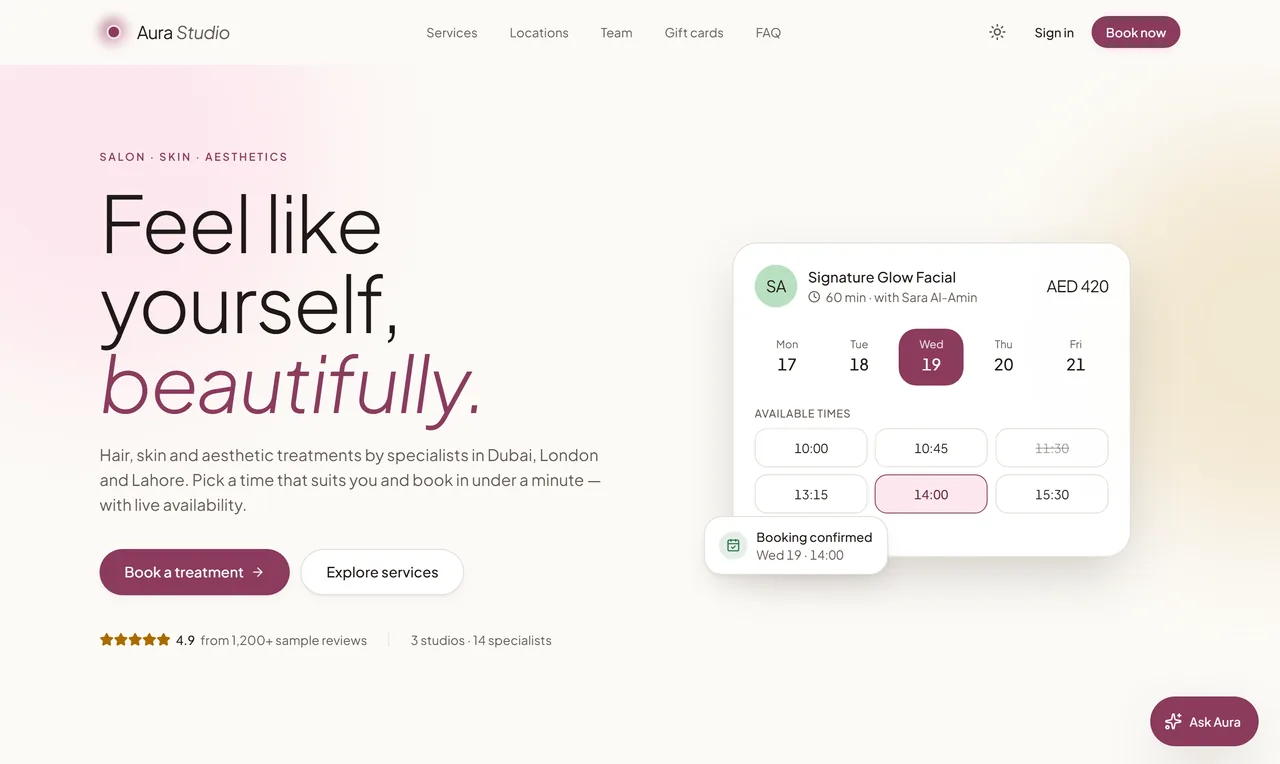 Aura Studio
Services
Locations
Team
Gift cards
FAQ
Sign in
Book now
SALON · SKIN · AESTHETICS
Feel like
yourself,
beautifully.
Hair, skin and aesthetic treatments by specialists in Dubai, London
and Lahore. Pick a time that suits you and book in under a minute —
with live availability.
Book a treatment →
Explore services
4.9 from 1,200+ sample reviews
3 studios · 14 specialists
SA
Signature Glow Facial
60 min · with Sara Al-Amin
AED 420
Mon
17
Tue
18
Wed
19
Thu
20
Fri
21
AVAILABLE TIMES
10:00
10:45
11:30
13:15
14:00
15:30
Booking confirmed
Wed 19 · 14:00
Ask Aura